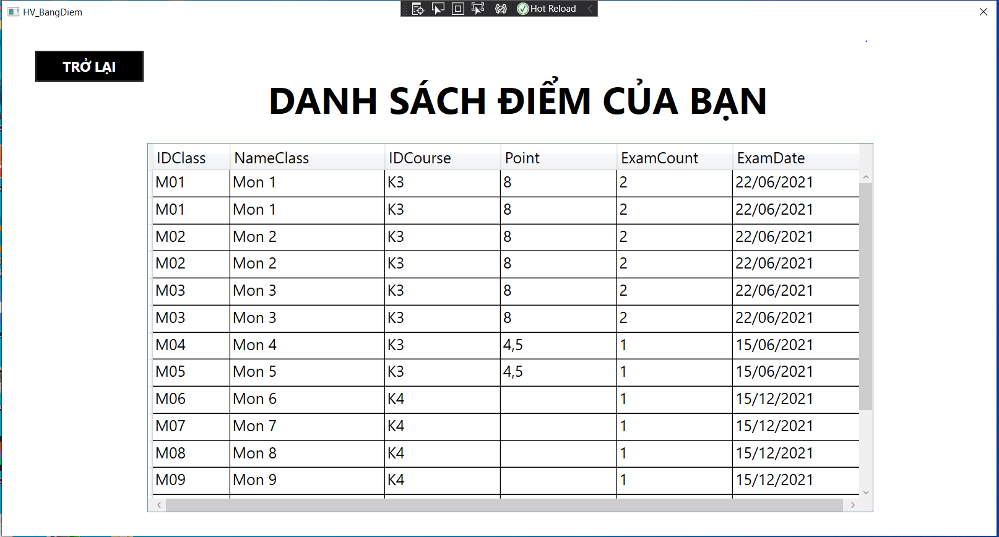 HV_BangDiem
Hot Reload
TRỞ LẠI
DANH SÁCH ĐIỂM CỦA BẠN
IDClass NameClass IDCourse Point ExamCount ExamDate
M01 Mon 1 K3 8 2 22/06/2021
M01 Mon 1 K3 8 2 22/06/2021
M02 Mon 2 K3 8 2 22/06/2021
M02 Mon 2 K3 8 2 22/06/2021
M03 Mon 3 K3 8 2 22/06/2021
M03 Mon 3 K3 8 2 22/06/2021
M04 Mon 4 K3 4,5 1 15/06/2021
M05 Mon 5 K3 4,5 1 15/06/2021
M06 Mon 6 K4 1 15/12/2021
M07 Mon 7 K4 1 15/12/2021
M08 Mon 8 K4 1 15/12/2021
M09 Mon 9 K4 1 15/12/2021